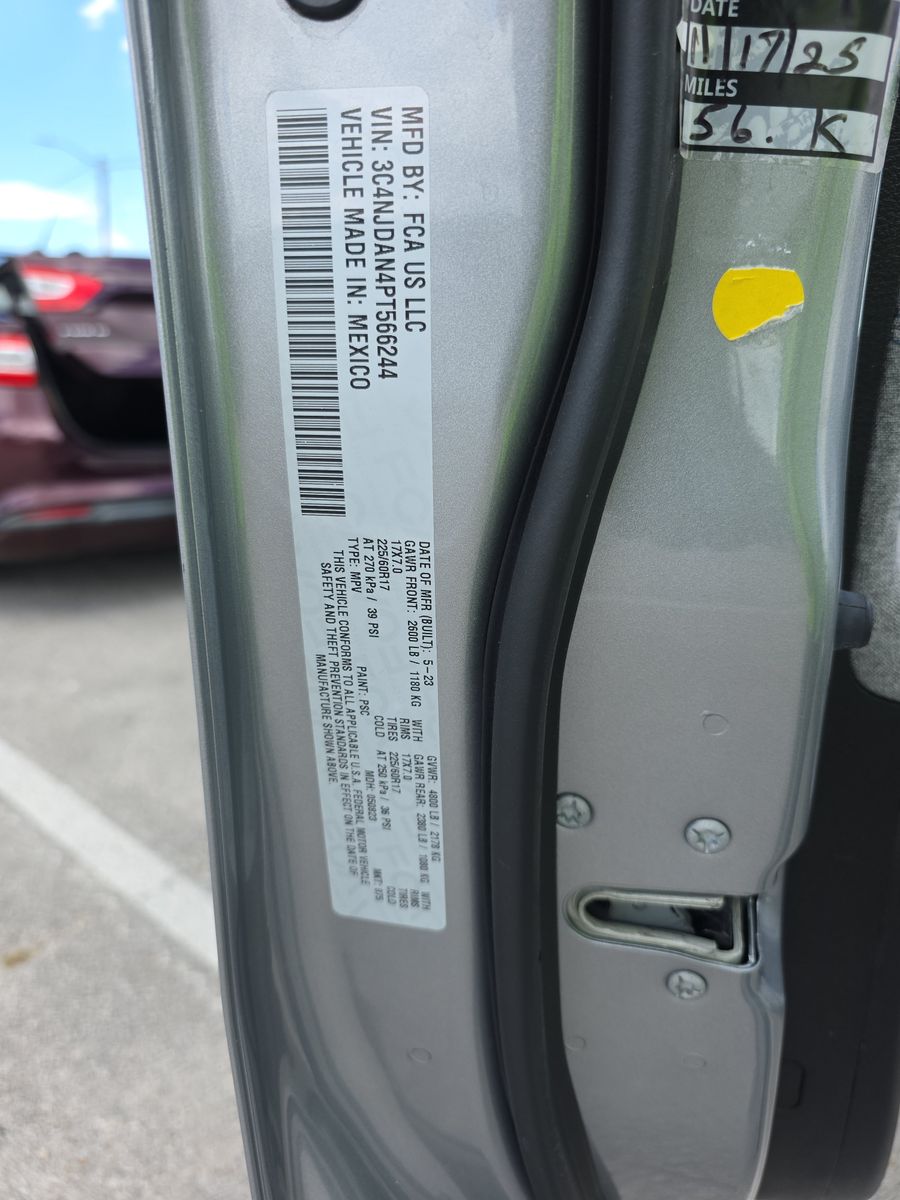 MFD BY: FCA US LLC
VIN: 3C4NJDAN4PT566244
VEHICLE MADE IN: MEXICO
DATE OF MFR (BUILT): 5-23 GVWR: 4800 LB / 2178 KG
GAWR FRONT: 2600 LB / 1180 KG WITH GAWR REAR: 2380 LB / 1080 KG WITH
17X7.0 RIMS 17X7.0 RIMS
225/60R17 TIRES 225/60R17 TIRES
AT 270 kPa / 39 PSI COLD AT 250 kPa / 36 PSI COLD
TYPE: MPV PAINT: PSC MDH: 050823
THIS VEHICLE CONFORMS TO ALL APPLICABLE U.S.A. FEDERAL MOTOR VEHICLE
SAFETY AND THEFT PREVENTION STANDARDS IN EFFECT ON THE DATE OF
MANUFACTURE SHOWN ABOVE.
DATE
11/17/25
MILES
56. K